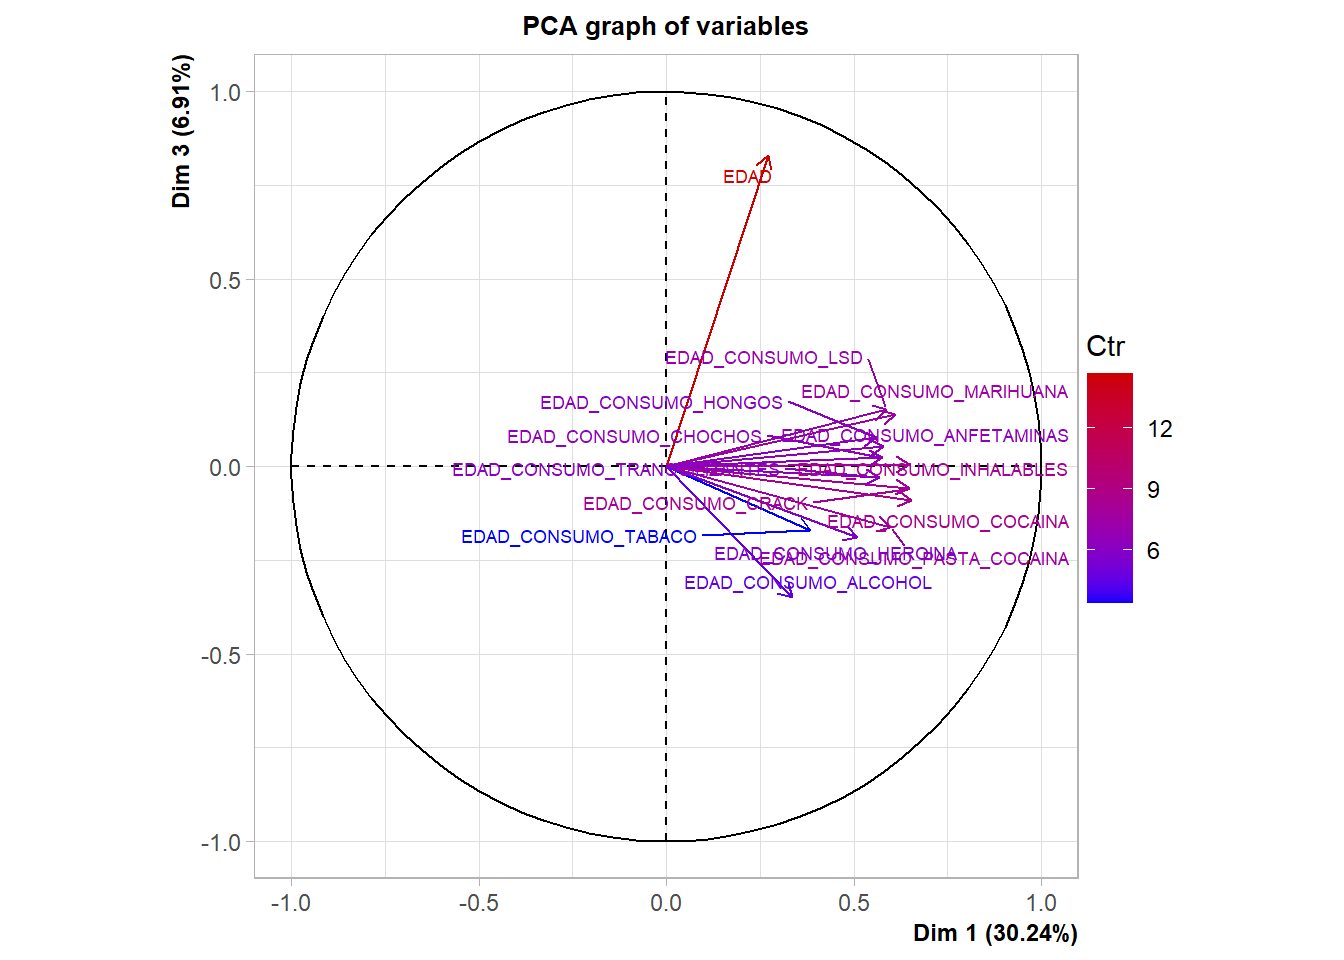 PCA graph of variables
Dim 3 (6.91%)
1.0
0.5
0.0
-0.5
-1.0
EDAD
EDAD_CONSUMO_LSD
EDAD_CONSUMO_MARIHUANA
EDAD_CONSUMO_HONGOS
EDAD_CONSUMO_CHOCHOS
EDAD_CONSUMO_ANFETAMINAS
EDAD_CONSUMO_INHALABLES
EDAD_CONSUMO_CRACK
EDAD_CONSUMO_COCAINA
EDAD_CONSUMO_TABACO
EDAD_CONSUMO_HEROINA
EDAD_CONSUMO_PASTA_COCAINA
EDAD_CONSUMO_ALCOHOL
-1.0
-0.5
0.0
0.5
1.0
Dim 1 (30.24%)
Ctr
12
9
6